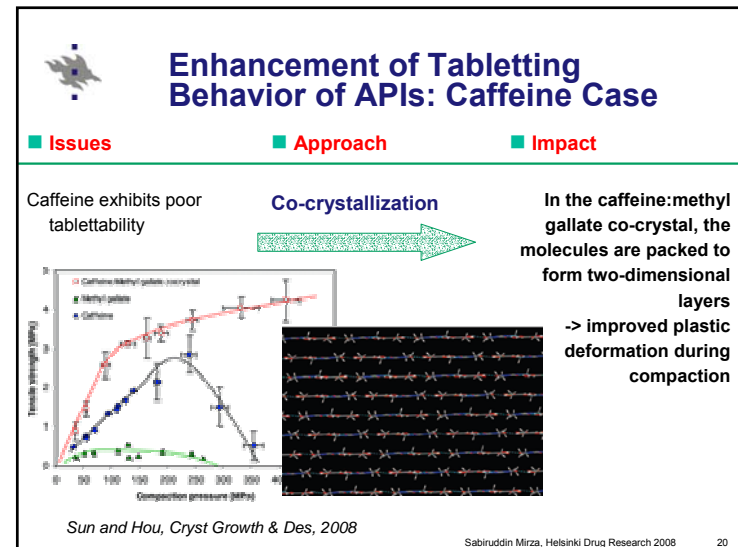 Enhancement of Tabletting
Behavior of APIs: Caffeine Case
Issues
Approach
Impact
Caffeine exhibits poor
tablettability
Co-crystallization
In the caffeine:methyl
gallate co-crystal, the
molecules are packed to
form two-dimensional
layers
-> improved plastic
deformation during
compaction
Caffeine/Methyl gallate cocrystal
Methyl gallate
Caffeine
Tensile strength (MPa)
5
4
3
2
1
0
0 50 100 150 200 250 300 350
Compaction pressure (MPa)
Sun and Hou, Cryst Growth & Des, 2008
Sabiruddin Mirza, Helsinki Drug Research 2008
20